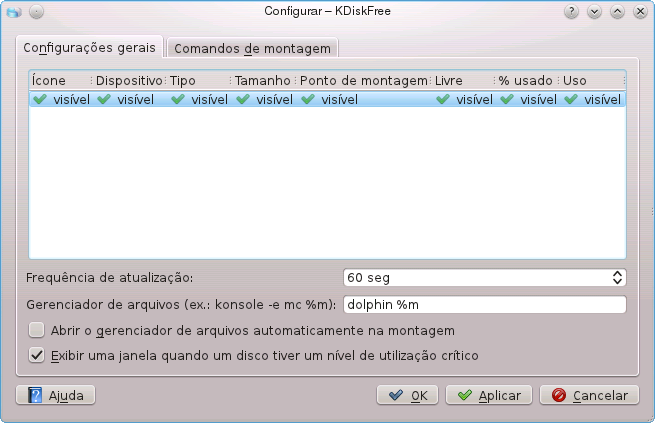 Configurar – KDiskFree
Configurações gerais Comandos de montagem
Ícone Dispositivo Tipo Tamanho Ponto de montagem Livre % usado Uso
visível visível visível visível visível visível visível visível
Frequência de atualização: 60 seg
Gerenciador de arquivos (ex.: konsole -e mc %m): dolphin %m
Abrir o gerenciador de arquivos automaticamente na montagem
Exibir uma janela quando um disco tiver um nível de utilização crítico
Ajuda OK Aplicar Cancelar